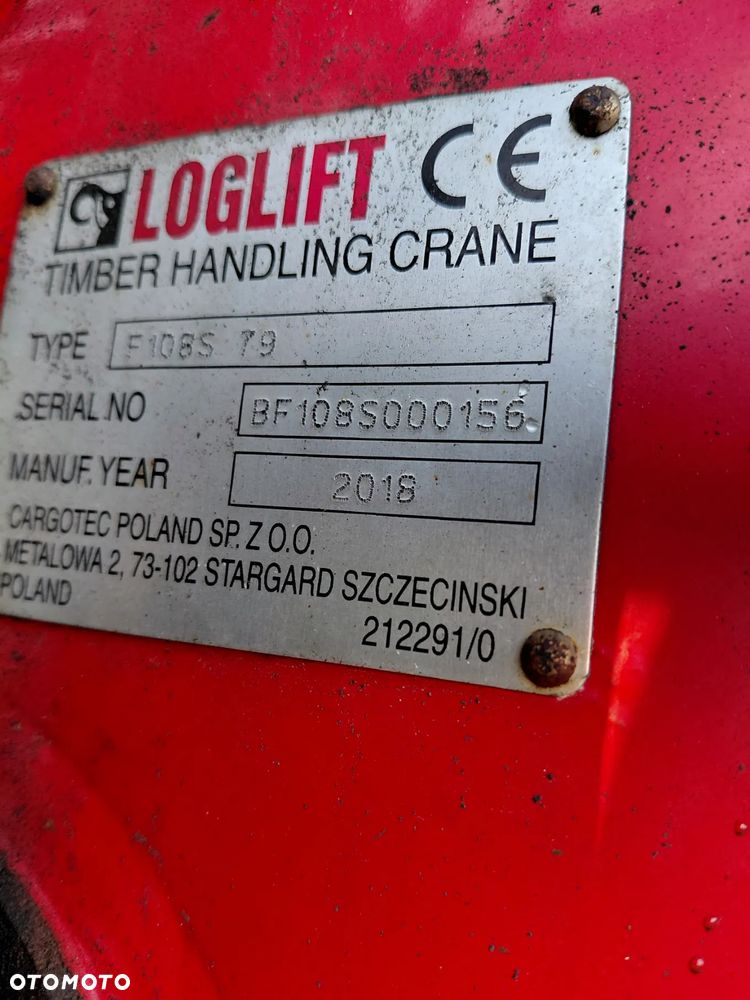 LOGLIFT CE
TIMBER HANDLING CRANE
TYPE F108S 79
SERIAL NO BF108S000156
MANUF. YEAR 2018
CARGOTEC POLAND SP. Z O.O.
METALOWA 2, 73-102 STARGARD SZCZECINSKI
POLAND
212291/0
OTOMOTO